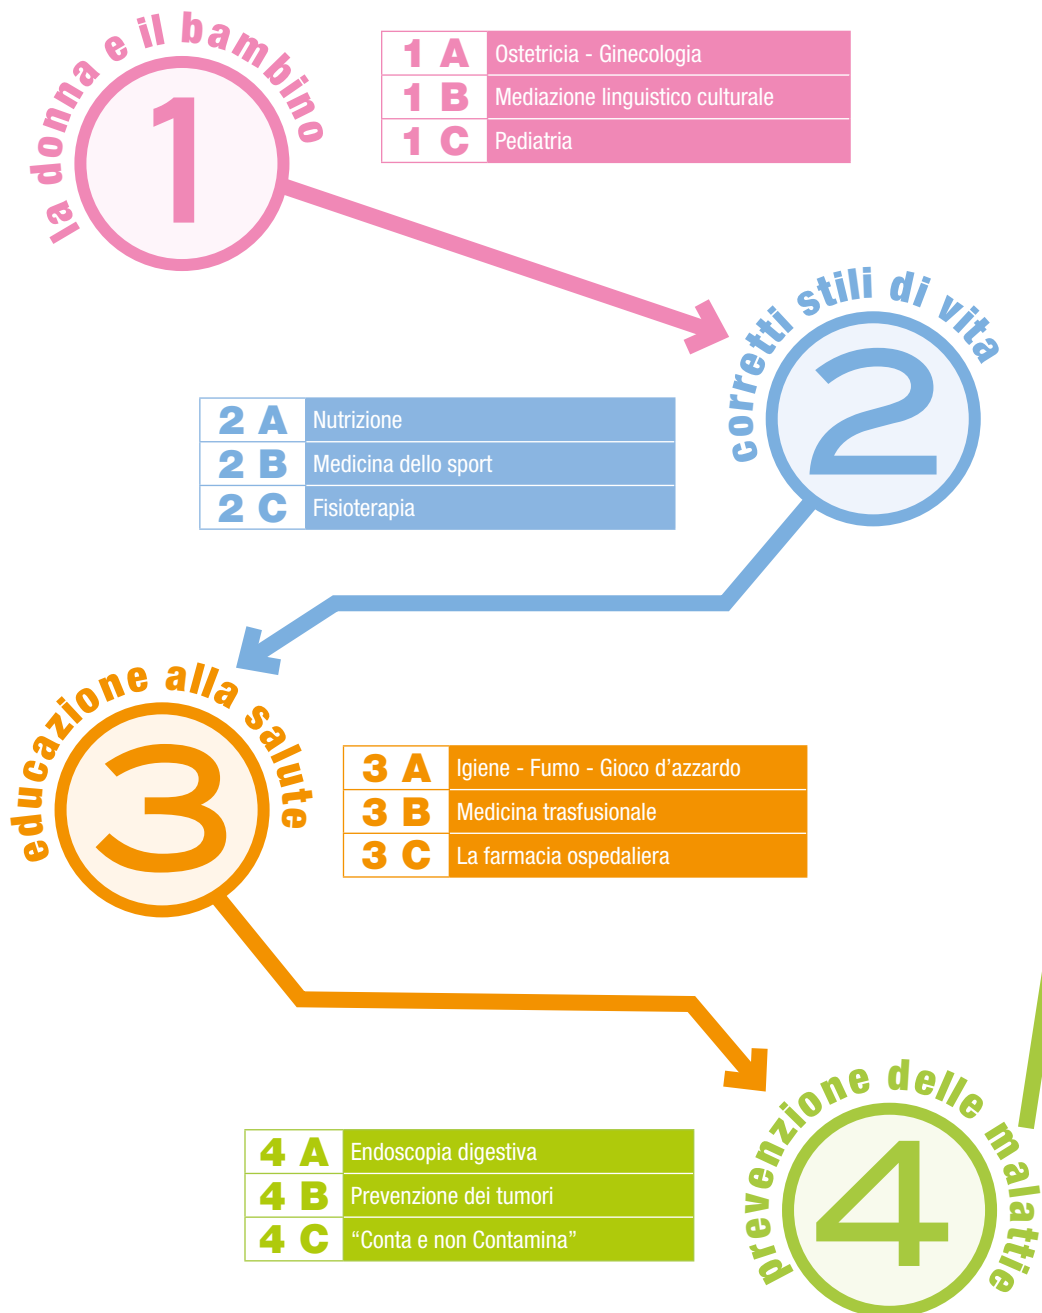 la donna e il bambino
1
1 A Ostetricia - Ginecologia
1 B Mediazione linguistico culturale
1 C Pediatria
corretti stili di vita
2
2 A Nutrizione
2 B Medicina dello sport
2 C Fisioterapia
educazione alla salute
3
3 A Igiene - Fumo - Gioco d’azzardo
3 B Medicina trasfusionale
3 C La farmacia ospedaliera
prevenzione delle malattie
4
4 A Endoscopia digestiva
4 B Prevenzione dei tumori
4 C “Conta e non Contamina”